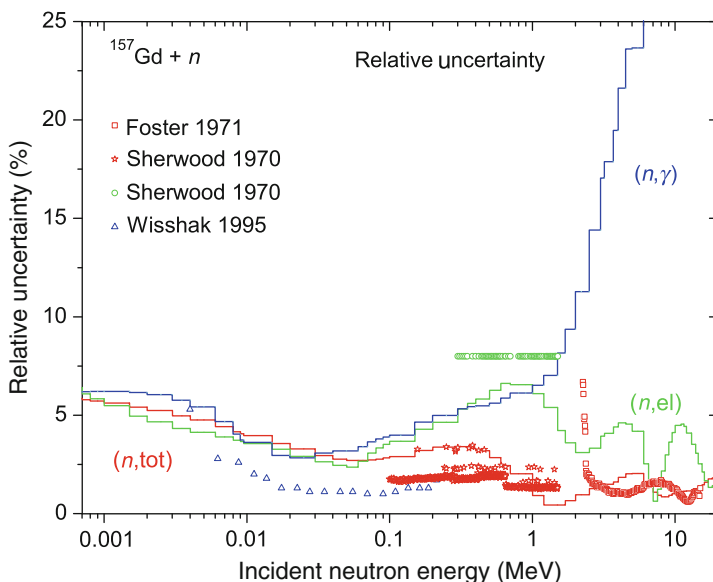 25
20
15
10
5
0
Relative uncertainty (%)
¹⁵⁷Gd + n
Relative uncertainty
Foster 1971
Sherwood 1970
Sherwood 1970
Wisshak 1995
(n,γ)
(n,el)
(n,tot)
0.001
0.01
0.1
1
10
Incident neutron energy (MeV)